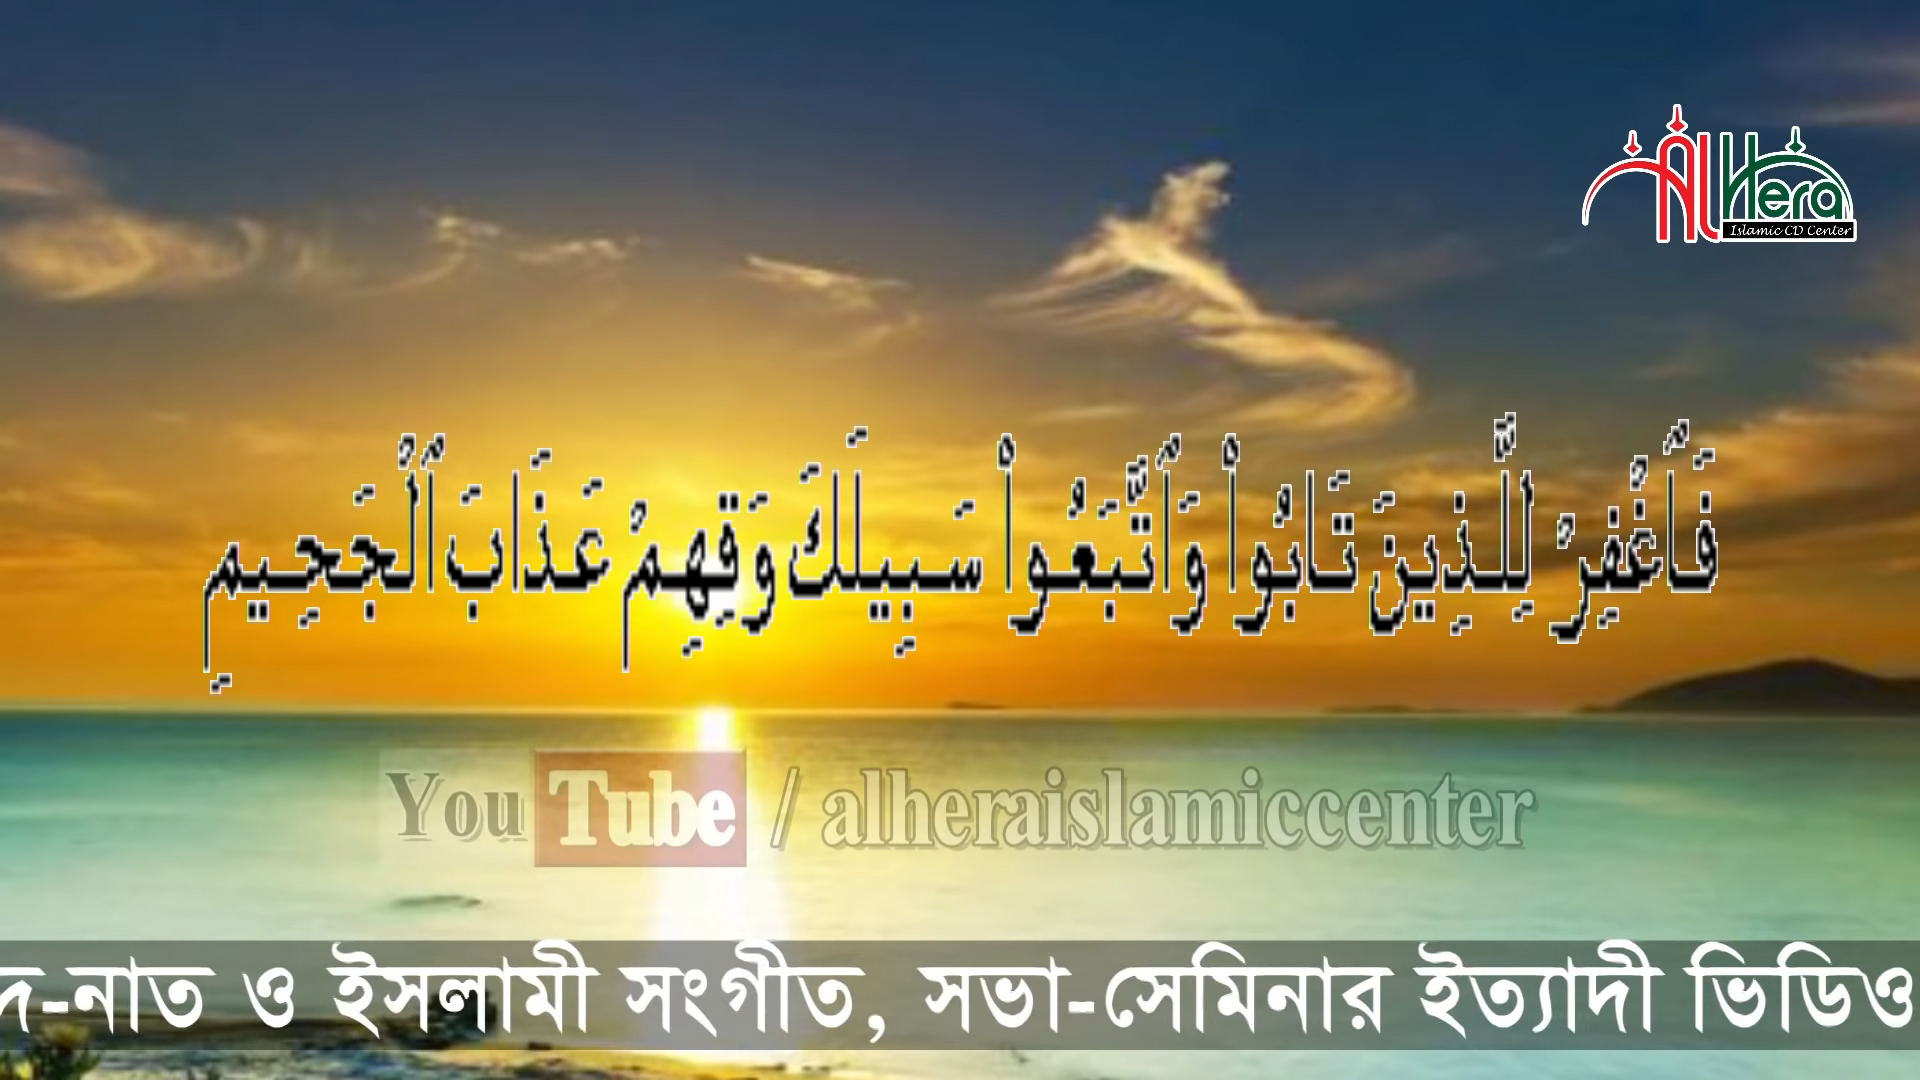 Al Hera
Islamic CD Center
فَٱغْفِرْ لِلَّذِينَ تَابُوا۟ وَٱتَّبَعُوا۟ سَبِيلَكَ وَقِهِمْ عَذَابَ ٱلْجَحِيمِ
YouTube / alheraislamiccenter
-নাত ও ইসলামী সংগীত, সভা-সেমিনার ইত্যাদী ভিডিও